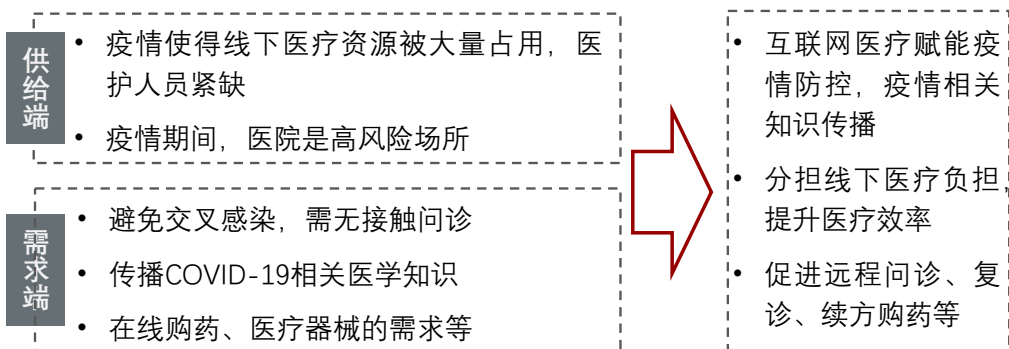 供给端
• 疫情使得线下医疗资源被大量占用，医
护人员紧缺
• 疫情期间，医院是高风险场所
需求端
• 避免交叉感染，需无接触问诊
• 传播COVID-19相关医学知识
• 在线购药、医疗器械的需求等
• 互联网医疗赋能疫
情防控，疫情相关
知识传播
• 分担线下医疗负担，
提升医疗效率
• 促进远程问诊、复
诊、续方购药等